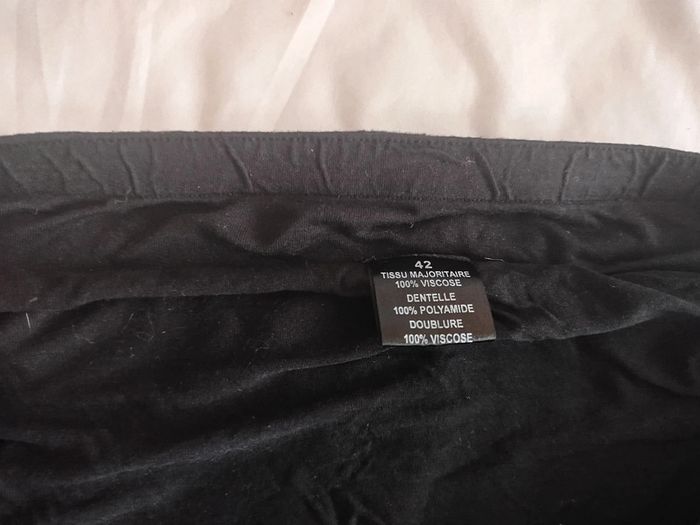 42
TISSU MAJORITAIRE
100% VISCOSE
DENTELLE
100% POLYAMIDE
DOUBLURE
100% VISCOSE